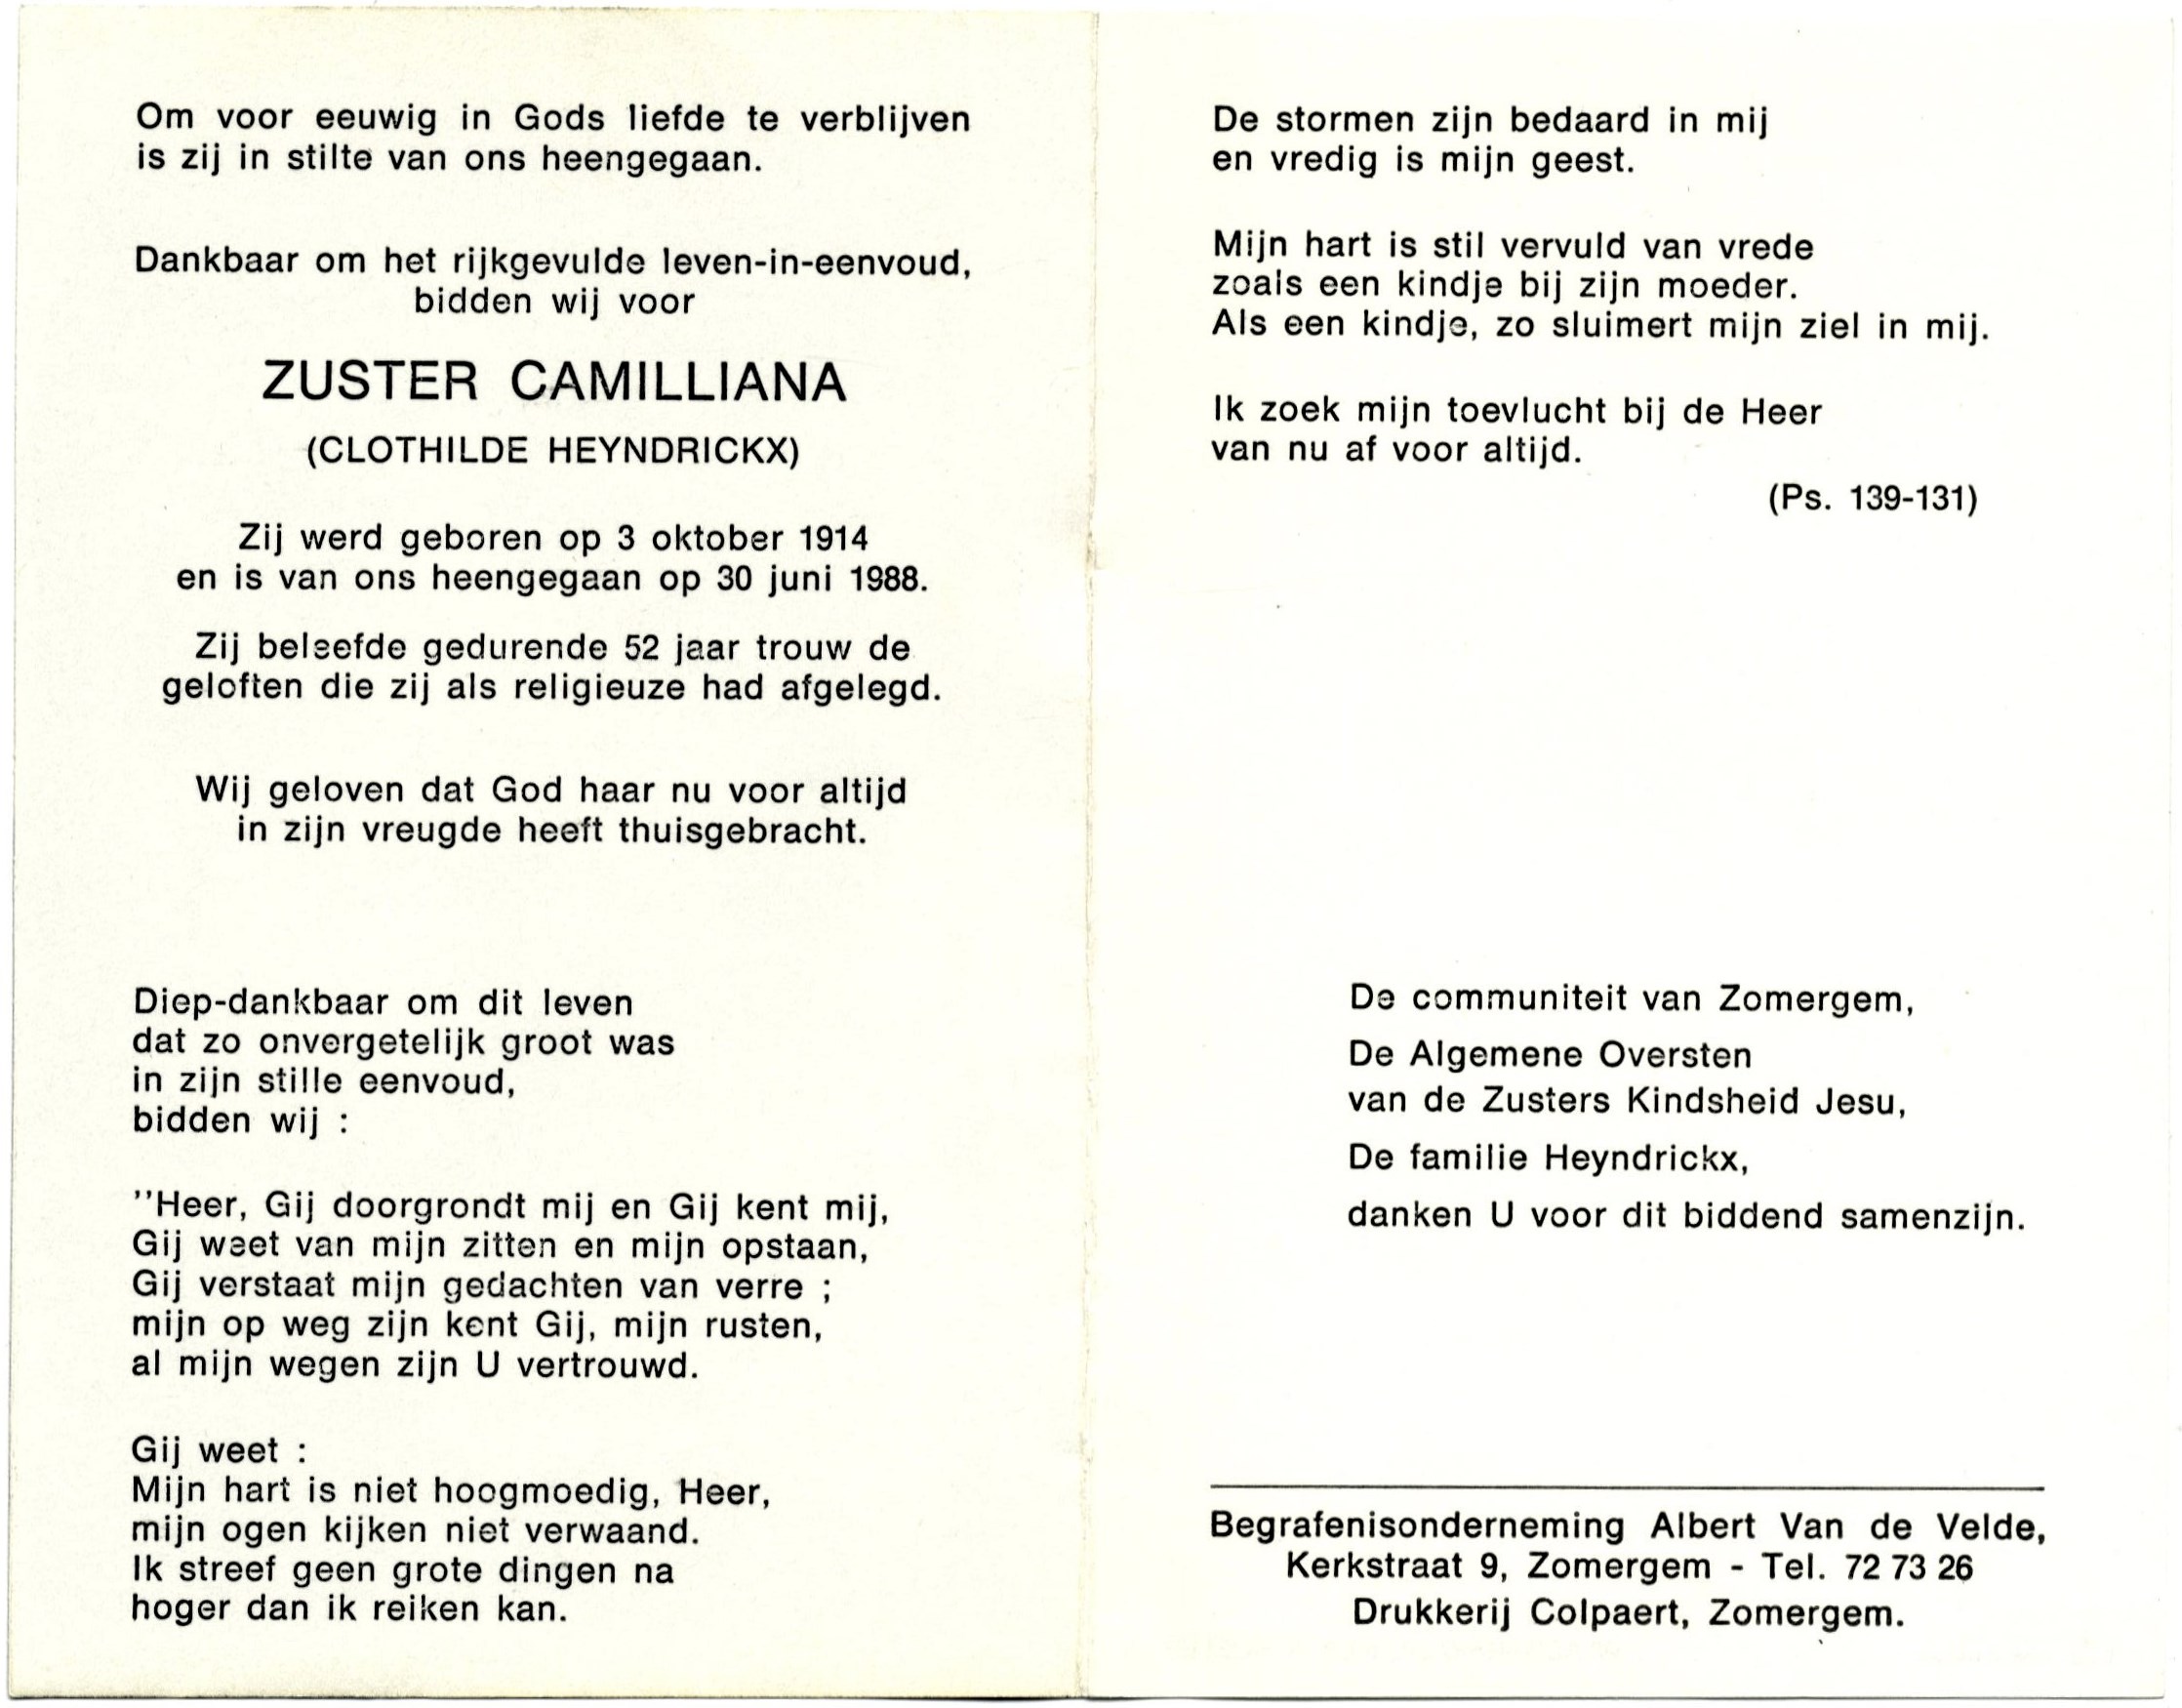 Om voor eeuwig in Gods liefde te verblijven
is zij in stilte van ons heengegaan.
Dankbaar om het rijkgevulde leven-in-eenvoud,
bidden wij voor
ZUSTER CAMILLIANA
(CLOTHILDE HEYNDRICKX)
Zij werd geboren op 3 oktober 1914
en is van ons heengegaan op 30 juni 1988.
Zij beleefde gedurende 52 jaar trouw de
geloften die zij als religieuze had afgelegd.
Wij geloven dat God haar nu voor altijd
in zijn vreugde heeft thuisgebracht.
Diep-dankbaar om dit leven
dat zo onvergetelijk groot was
in zijn stille eenvoud,
bidden wij :
''Heer, Gij doorgrondt mij en Gij kent mij,
Gij weet van mijn zitten en mijn opstaan,
Gij verstaat mijn gedachten van verre ;
mijn op weg zijn kent Gij, mijn rusten,
al mijn wegen zijn U vertrouwd.
Gij weet :
Mijn hart is niet hoogmoedig, Heer,
mijn ogen kijken niet verwaand.
Ik streef geen grote dingen na
hoger dan ik reiken kan.
De stormen zijn bedaard in mij
en vredig is mijn geest.
Mijn hart is stil vervuld van vrede
zoals een kindje bij zijn moeder.
Als een kindje, zo sluimert mijn ziel in mij.
Ik zoek mijn toevlucht bij de Heer
van nu af voor altijd.
(Ps. 139-131)
De communiteit van Zomergem,
De Algemene Oversten
van de Zusters Kindsheid Jesu,
De familie Heyndrickx,
danken U voor dit biddend samenzijn.
Begrafenisonderneming Albert Van de Velde,
Kerkstraat 9, Zomergem - Tel. 72 73 26
Drukkerij Colpaert, Zomergem.